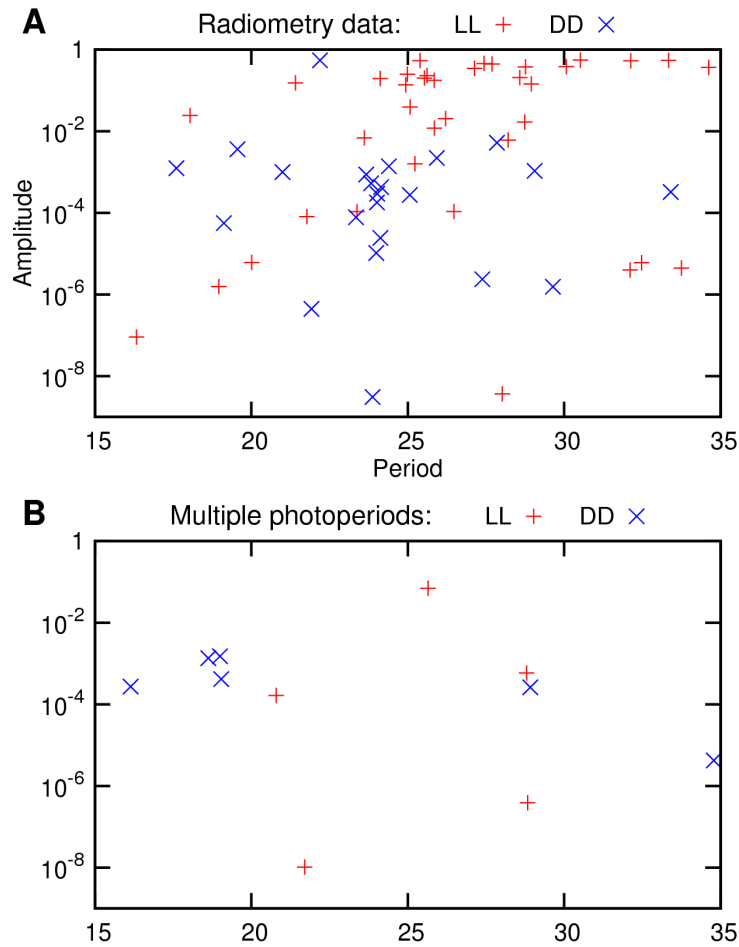 A Radiometry data: LL + DD ×
1
10^-2
10^-4
10^-6
10^-8
Amplitude
15 20 25 30 35
Period
B Multiple photoperiods: LL + DD ×
1
10^-2
10^-4
10^-6
10^-8
15 20 25 30 35